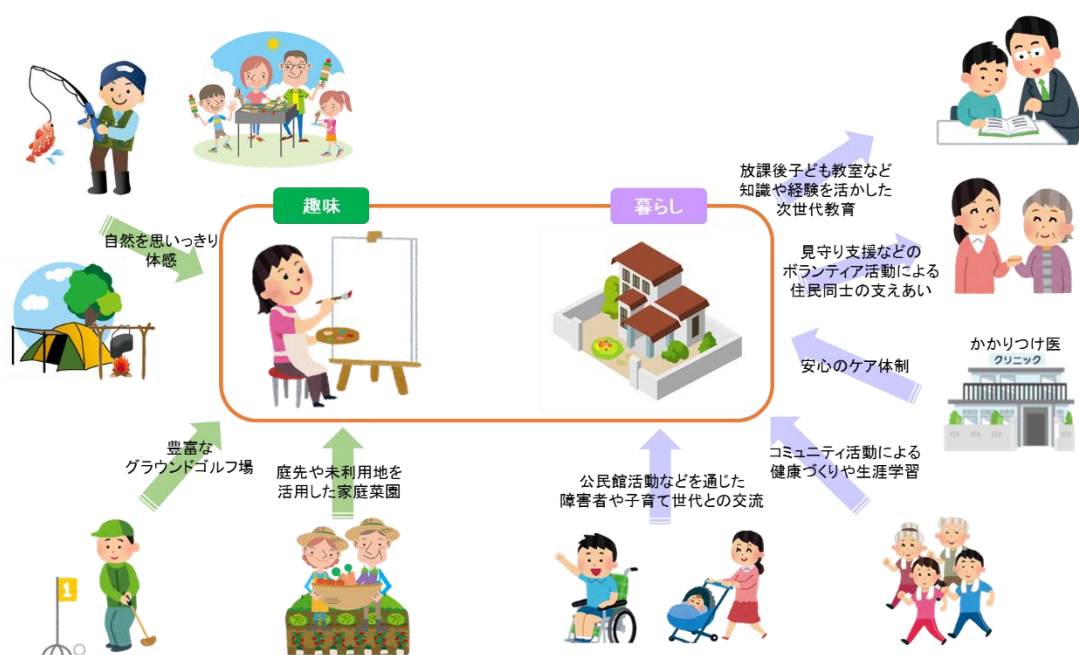 趣味
暮らし
自然を思いっきり
体感
豊富な
グラウンドゴルフ場
庭先や未利用地を
活用した家庭菜園
放課後子ども教室など
知識や経験を活かした
次世代教育
見守り支援などの
ボランティア活動による
住民同士の支えあい
かかりつけ医
クリニック
安心のケア体制
コミュニティ活動による
健康づくりや生涯学習
公民館活動などを通じた
障害者や子育て世代との交流
1